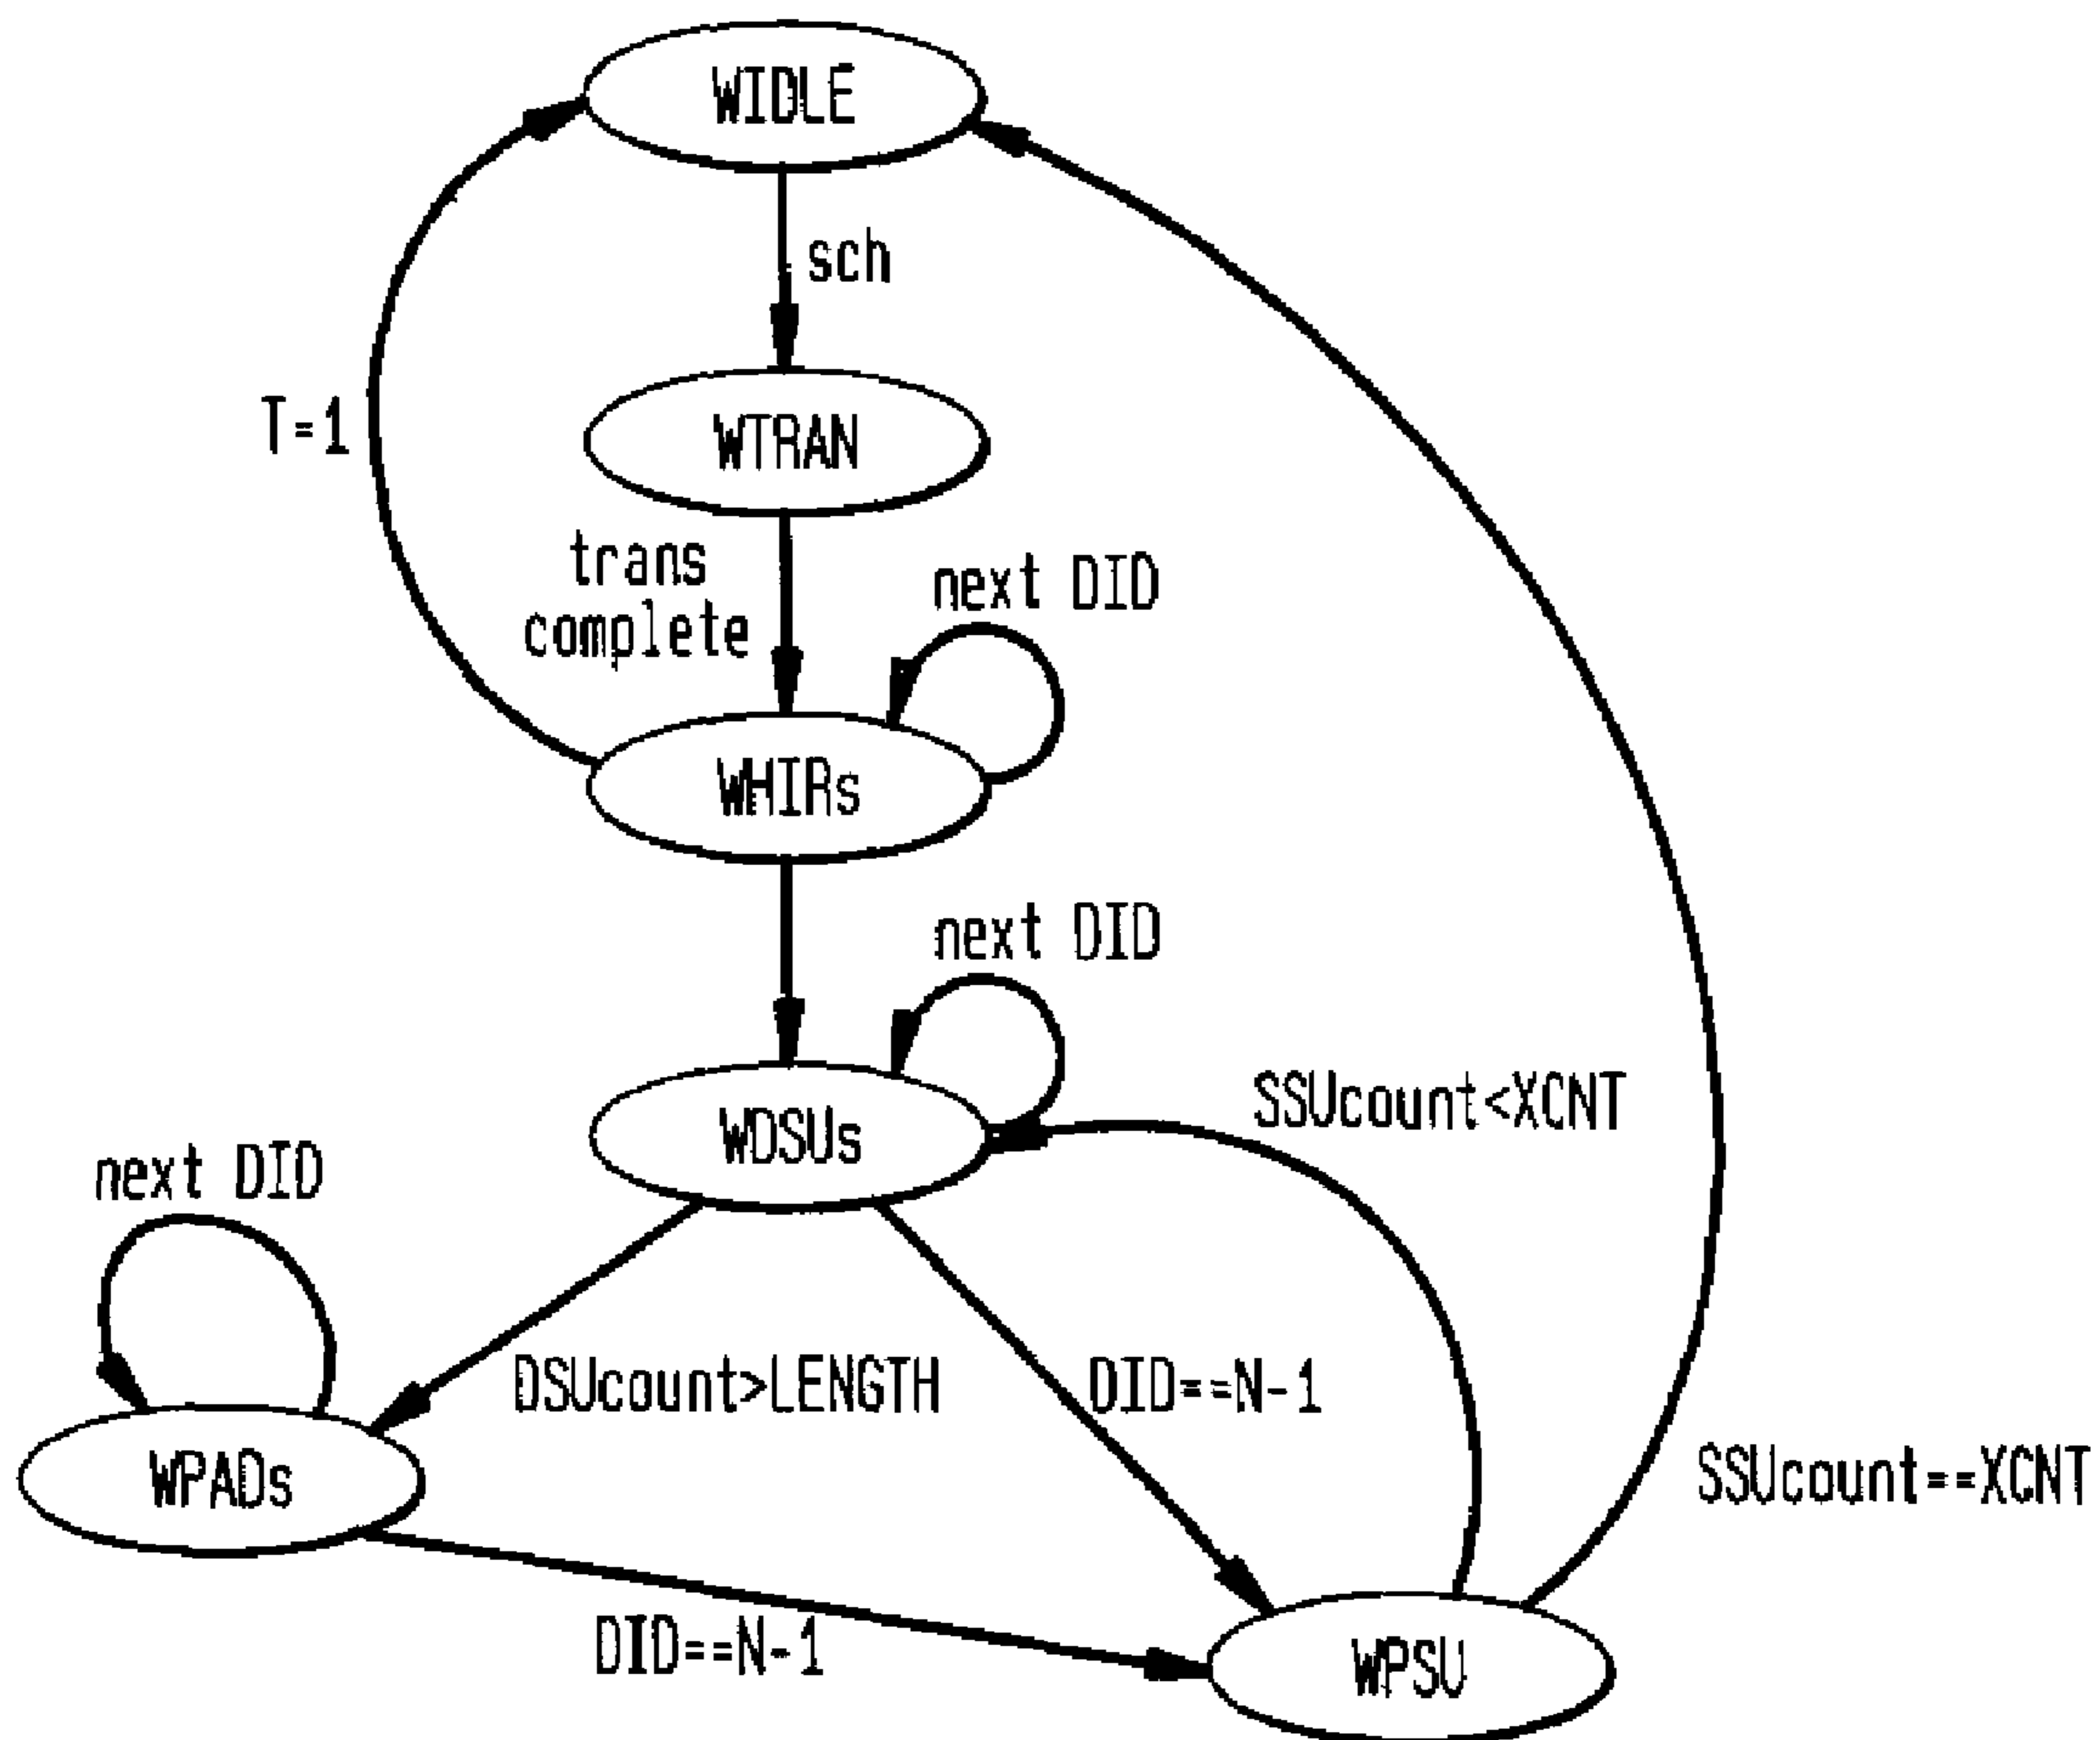 WIDLE
sch
T=1
WTRAN
trans
complete
next DID
WHIRs
next DID
SSUcount<XCNT
WDSUs
next DID
DSUcount>LENGTH
DID==N-1
WPADs
SSUcount==XCNT
DID==N-1
WPSU